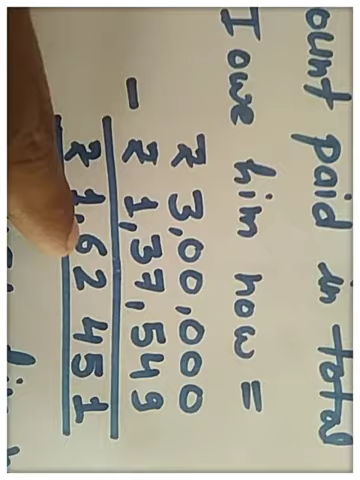 ount paid in total
I owe him now =
₹ 3,00,000
- ₹ 1,37,549
₹ 1,62 451